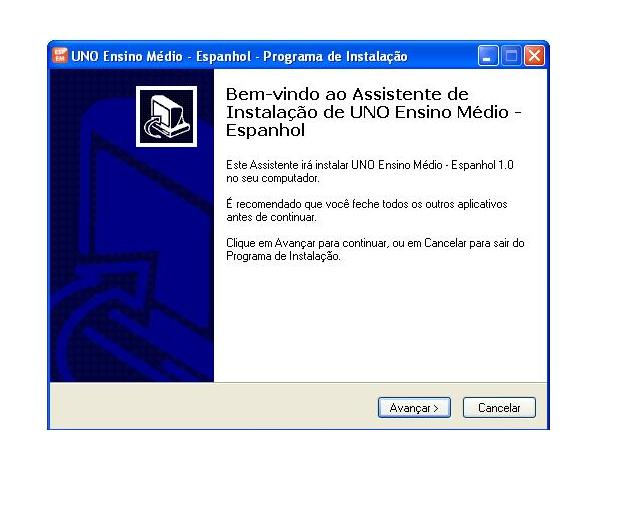 ESP
EM
UNO Ensino Médio - Espanhol - Programa de Instalação
Bem-vindo ao Assistente de
Instalação de UNO Ensino Médio -
Espanhol
Este Assistente irá instalar UNO Ensino Médio - Espanhol 1.0
no seu computador.
É recomendado que você feche todos os outros aplicativos
antes de continuar.
Clique em Avançar para continuar, ou em Cancelar para sair do
Programa de Instalação.
Avançar >
Cancelar